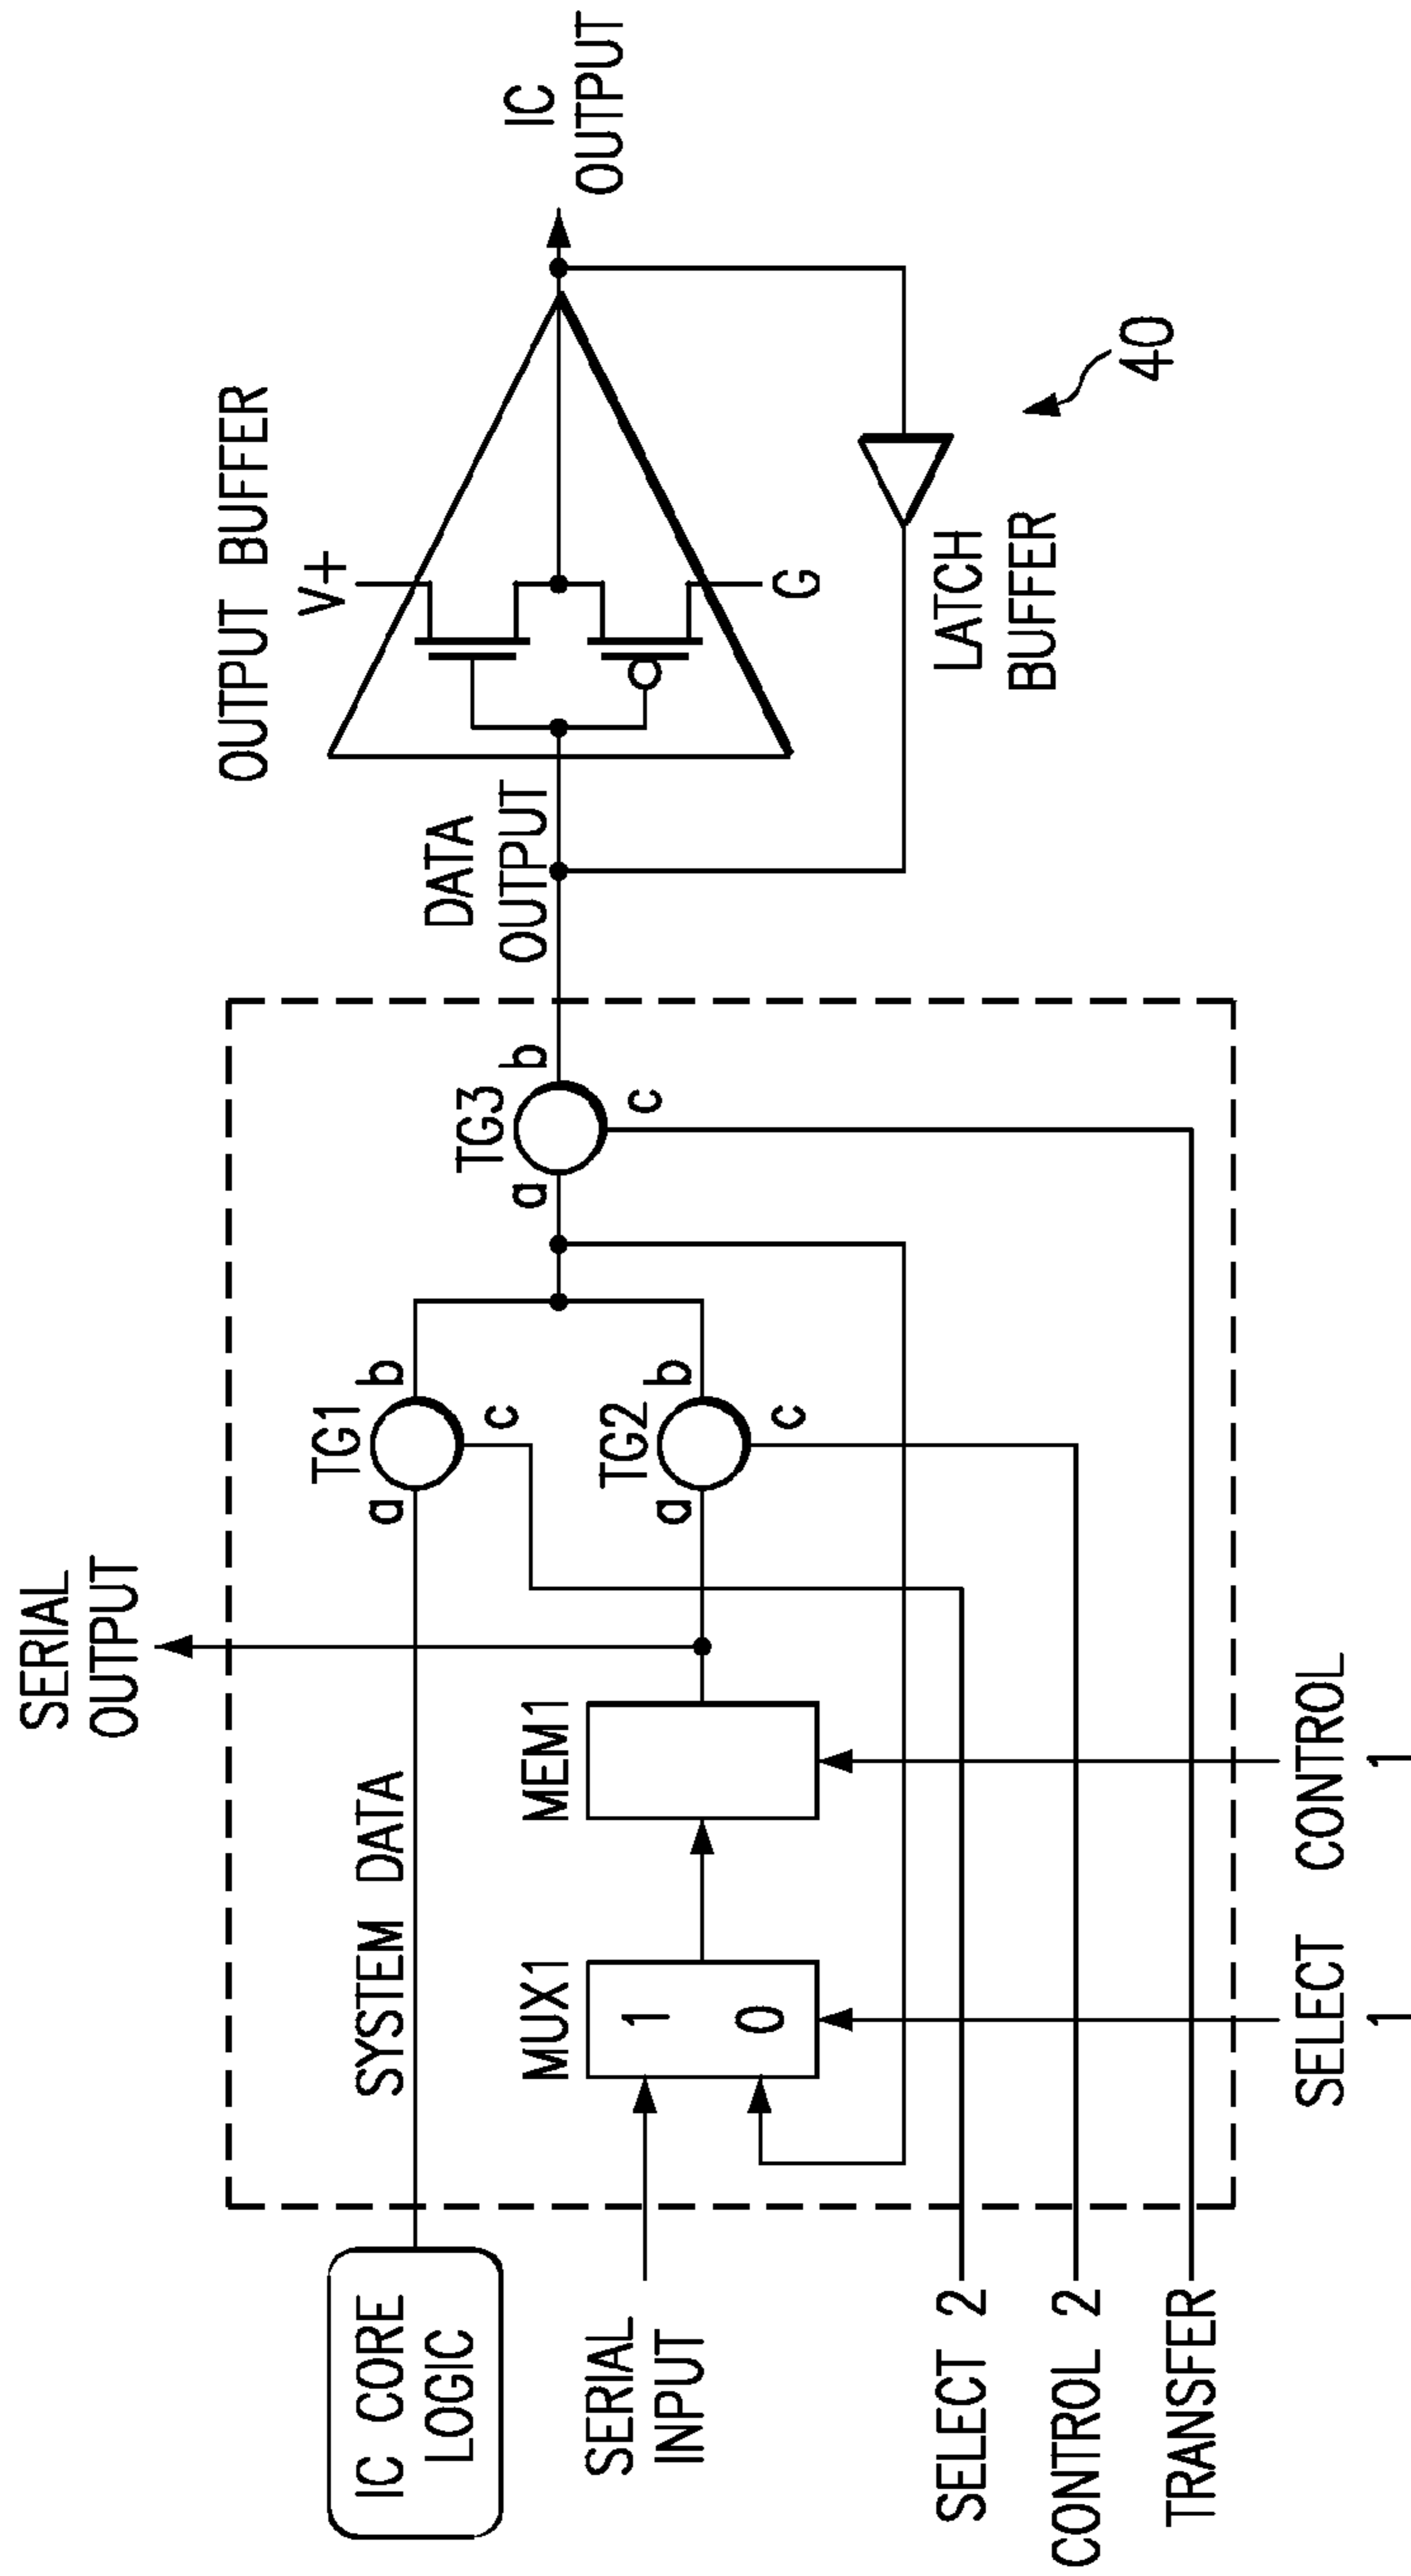 SERIAL
OUTPUT
OUTPUT BUFFER
V+
IC
OUTPUT
IC CORE
LOGIC
SYSTEM DATA
TG1
a
b
c
DATA
OUTPUT
TG3
a
b
c
G
SERIAL
INPUT
MUX1
1
0
MEM1
TG2
a
b
c
LATCH
BUFFER
40
SELECT 2
CONTROL 2
TRANSFER
SELECT
1
CONTROL
1